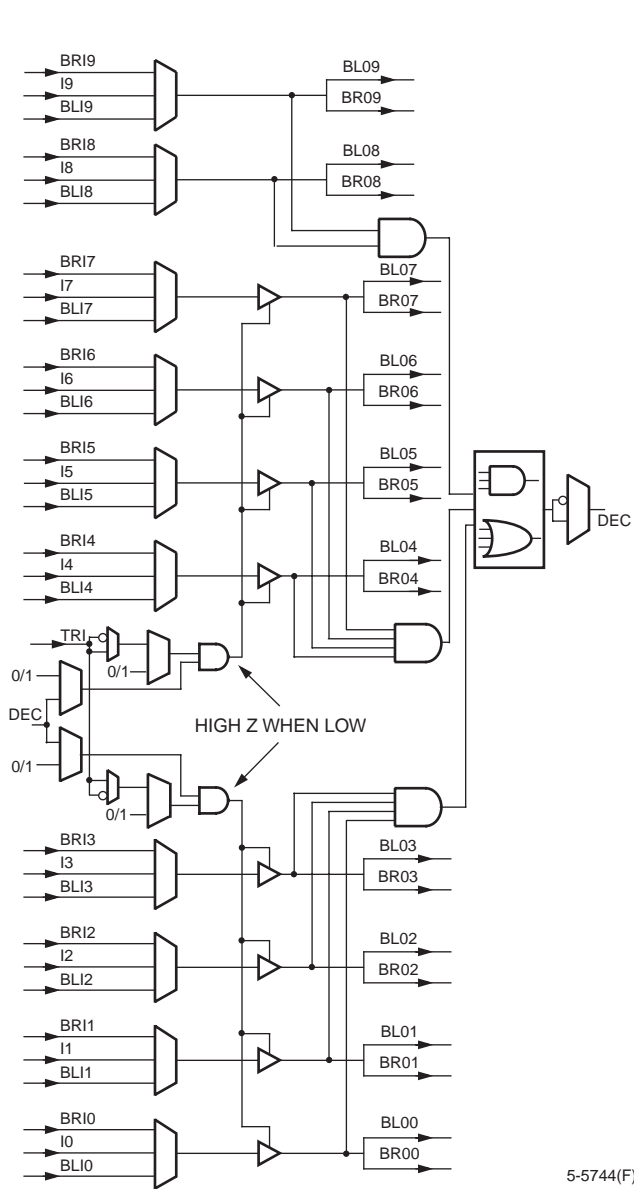 BRI9
BL09
I9
BR09
BLI9
BRI8
BL08
I8
BR08
BLI8
BRI7
BL07
I7
BR07
BLI7
BRI6
BL06
I6
BR06
BLI6
BRI5
BL05
I5
BR05
BLI5
DEC
BRI4
BL04
I4
BR04
BLI4
TRI
0/1
0/1
DEC
HIGH Z WHEN LOW
0/1
0/1
BRI3
BL03
I3
BR03
BLI3
BRI2
BL02
I2
BR02
BLI2
BRI1
BL01
I1
BR01
BLI1
BRI0
BL00
I0
BR00
BLI0
5-5744(F)